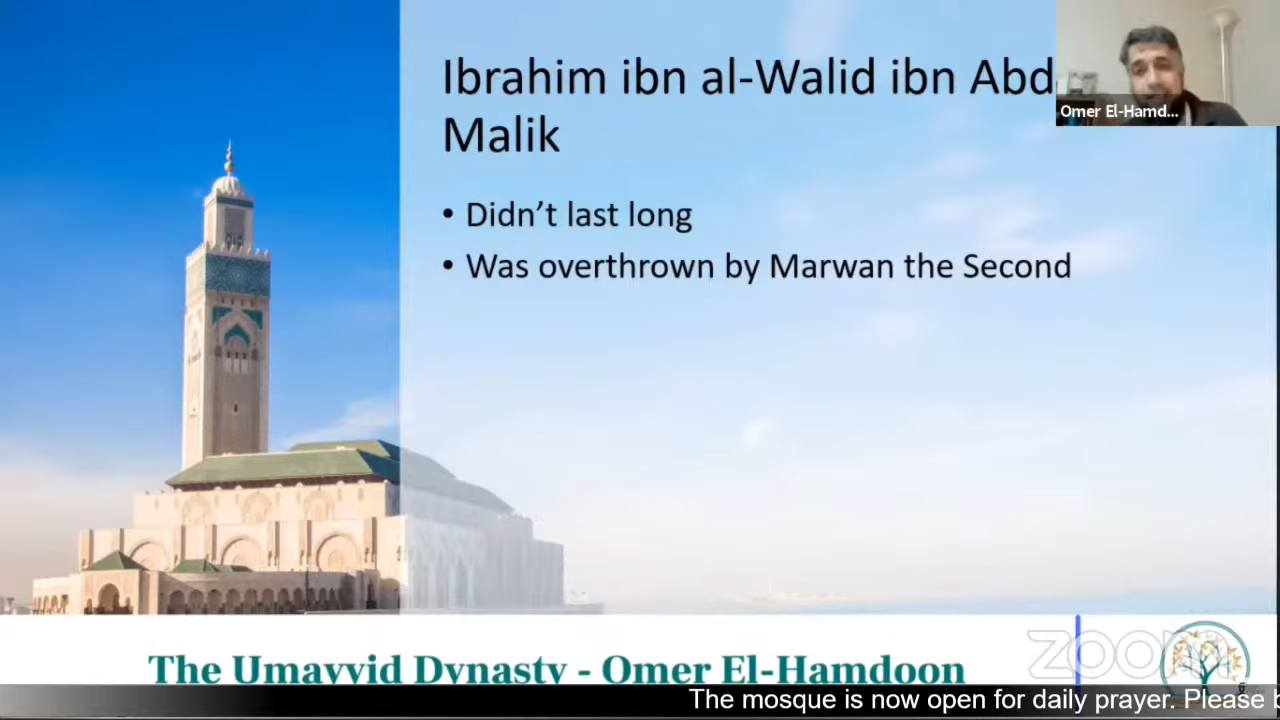 Ibrahim ibn al-Walid ibn Abd
Malik
Omer El-Hamd...
• Didn't last long
• Was overthrown by Marwan the Second
The Umayyid Dynasty - Omer El-Hamdoon
zoom
The mosque is now open for daily prayer. Please